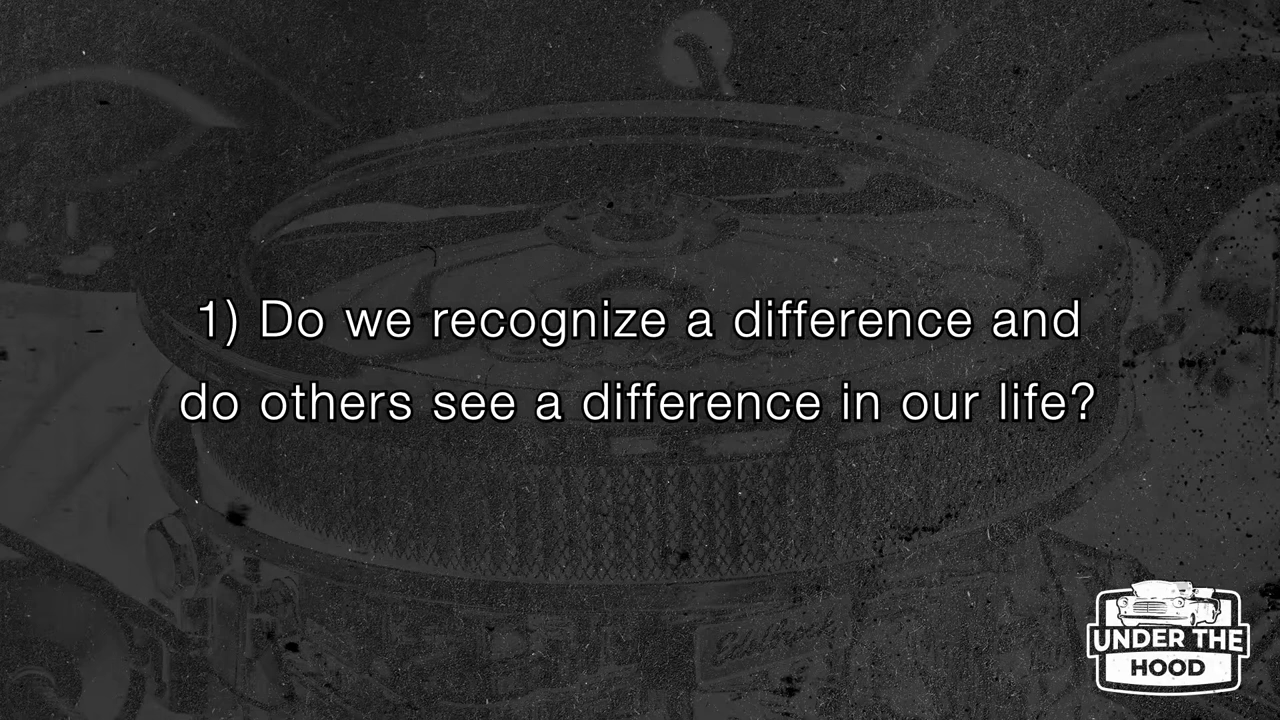 1) Do we recognize a difference and
do others see a difference in our life?
UNDER THE
HOOD